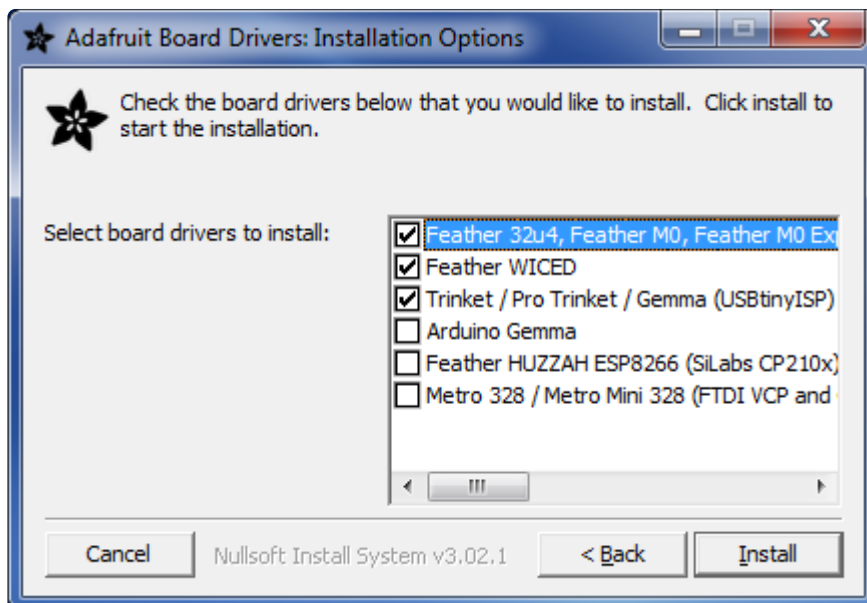 Adafruit Board Drivers: Installation Options
Check the board drivers below that you would like to install. Click install to
start the installation.
Select board drivers to install:
Feather 32u4, Feather M0, Feather M0
Feather WICED
Trinket / Pro Trinket / Gemma (USBtinyISP)
Arduino Gemma
Feather HUZZAH ESP8266 (SiLabs CP210x)
Metro 328 / Metro Mini 328 (FTDI VCP and
Cancel
Nullsoft Install System v3.02.1
< Back
Install